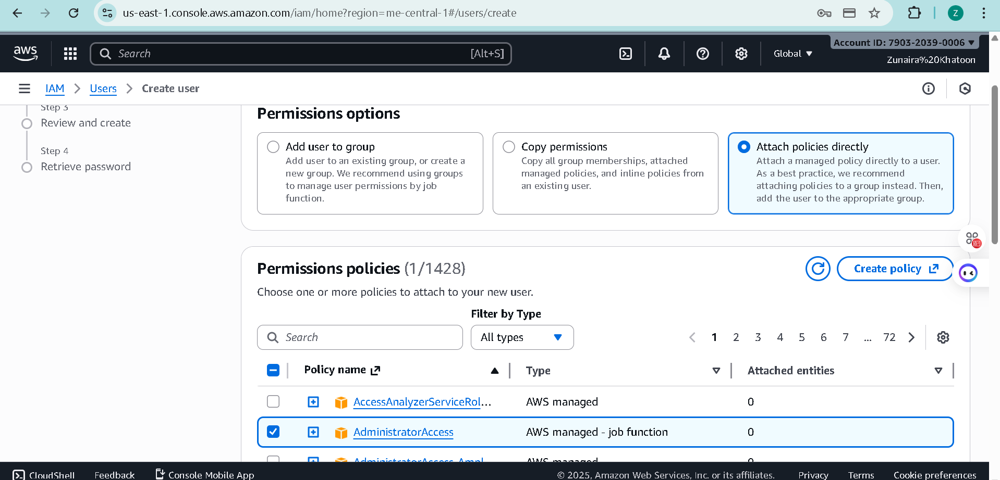 us-east-1.console.aws.amazon.com/iam/home?region=me-central-1#/users/create
Z
aws
Search
[Alt+S]
Global
Account ID: 7903-2039-0006
Zunaira%20Khatoon
IAM
Users
Create user
Step 3
Review and create
Step 4
Retrieve password
Permissions options
Add user to group
Add user to an existing group, or create a
new group. We recommend using groups
to manage user permissions by job
function.
Copy permissions
Copy all group memberships, attached
managed policies, and inline policies from
an existing user.
Attach policies directly
Attach a managed policy directly to a user.
As a best practice, we recommend
attaching policies to a group instead. Then,
add the user to the appropriate group.
Permissions policies (1/1428)
Create policy
Choose one or more policies to attach to your new user.
Filter by Type
Search
All types
1 2 3 4 5 6 7 ... 72
Policy name
Type
Attached entities
AccessAnalyzerServiceRol...
AWS managed
0
AdministratorAccess
AWS managed - job function
0
AdministratorAccess-Ampl
AWS managed
0
CloudShell
Feedback
Console Mobile App
© 2025, Amazon Web Services, Inc. or its affiliates.
Privacy
Terms
Cookie preferences